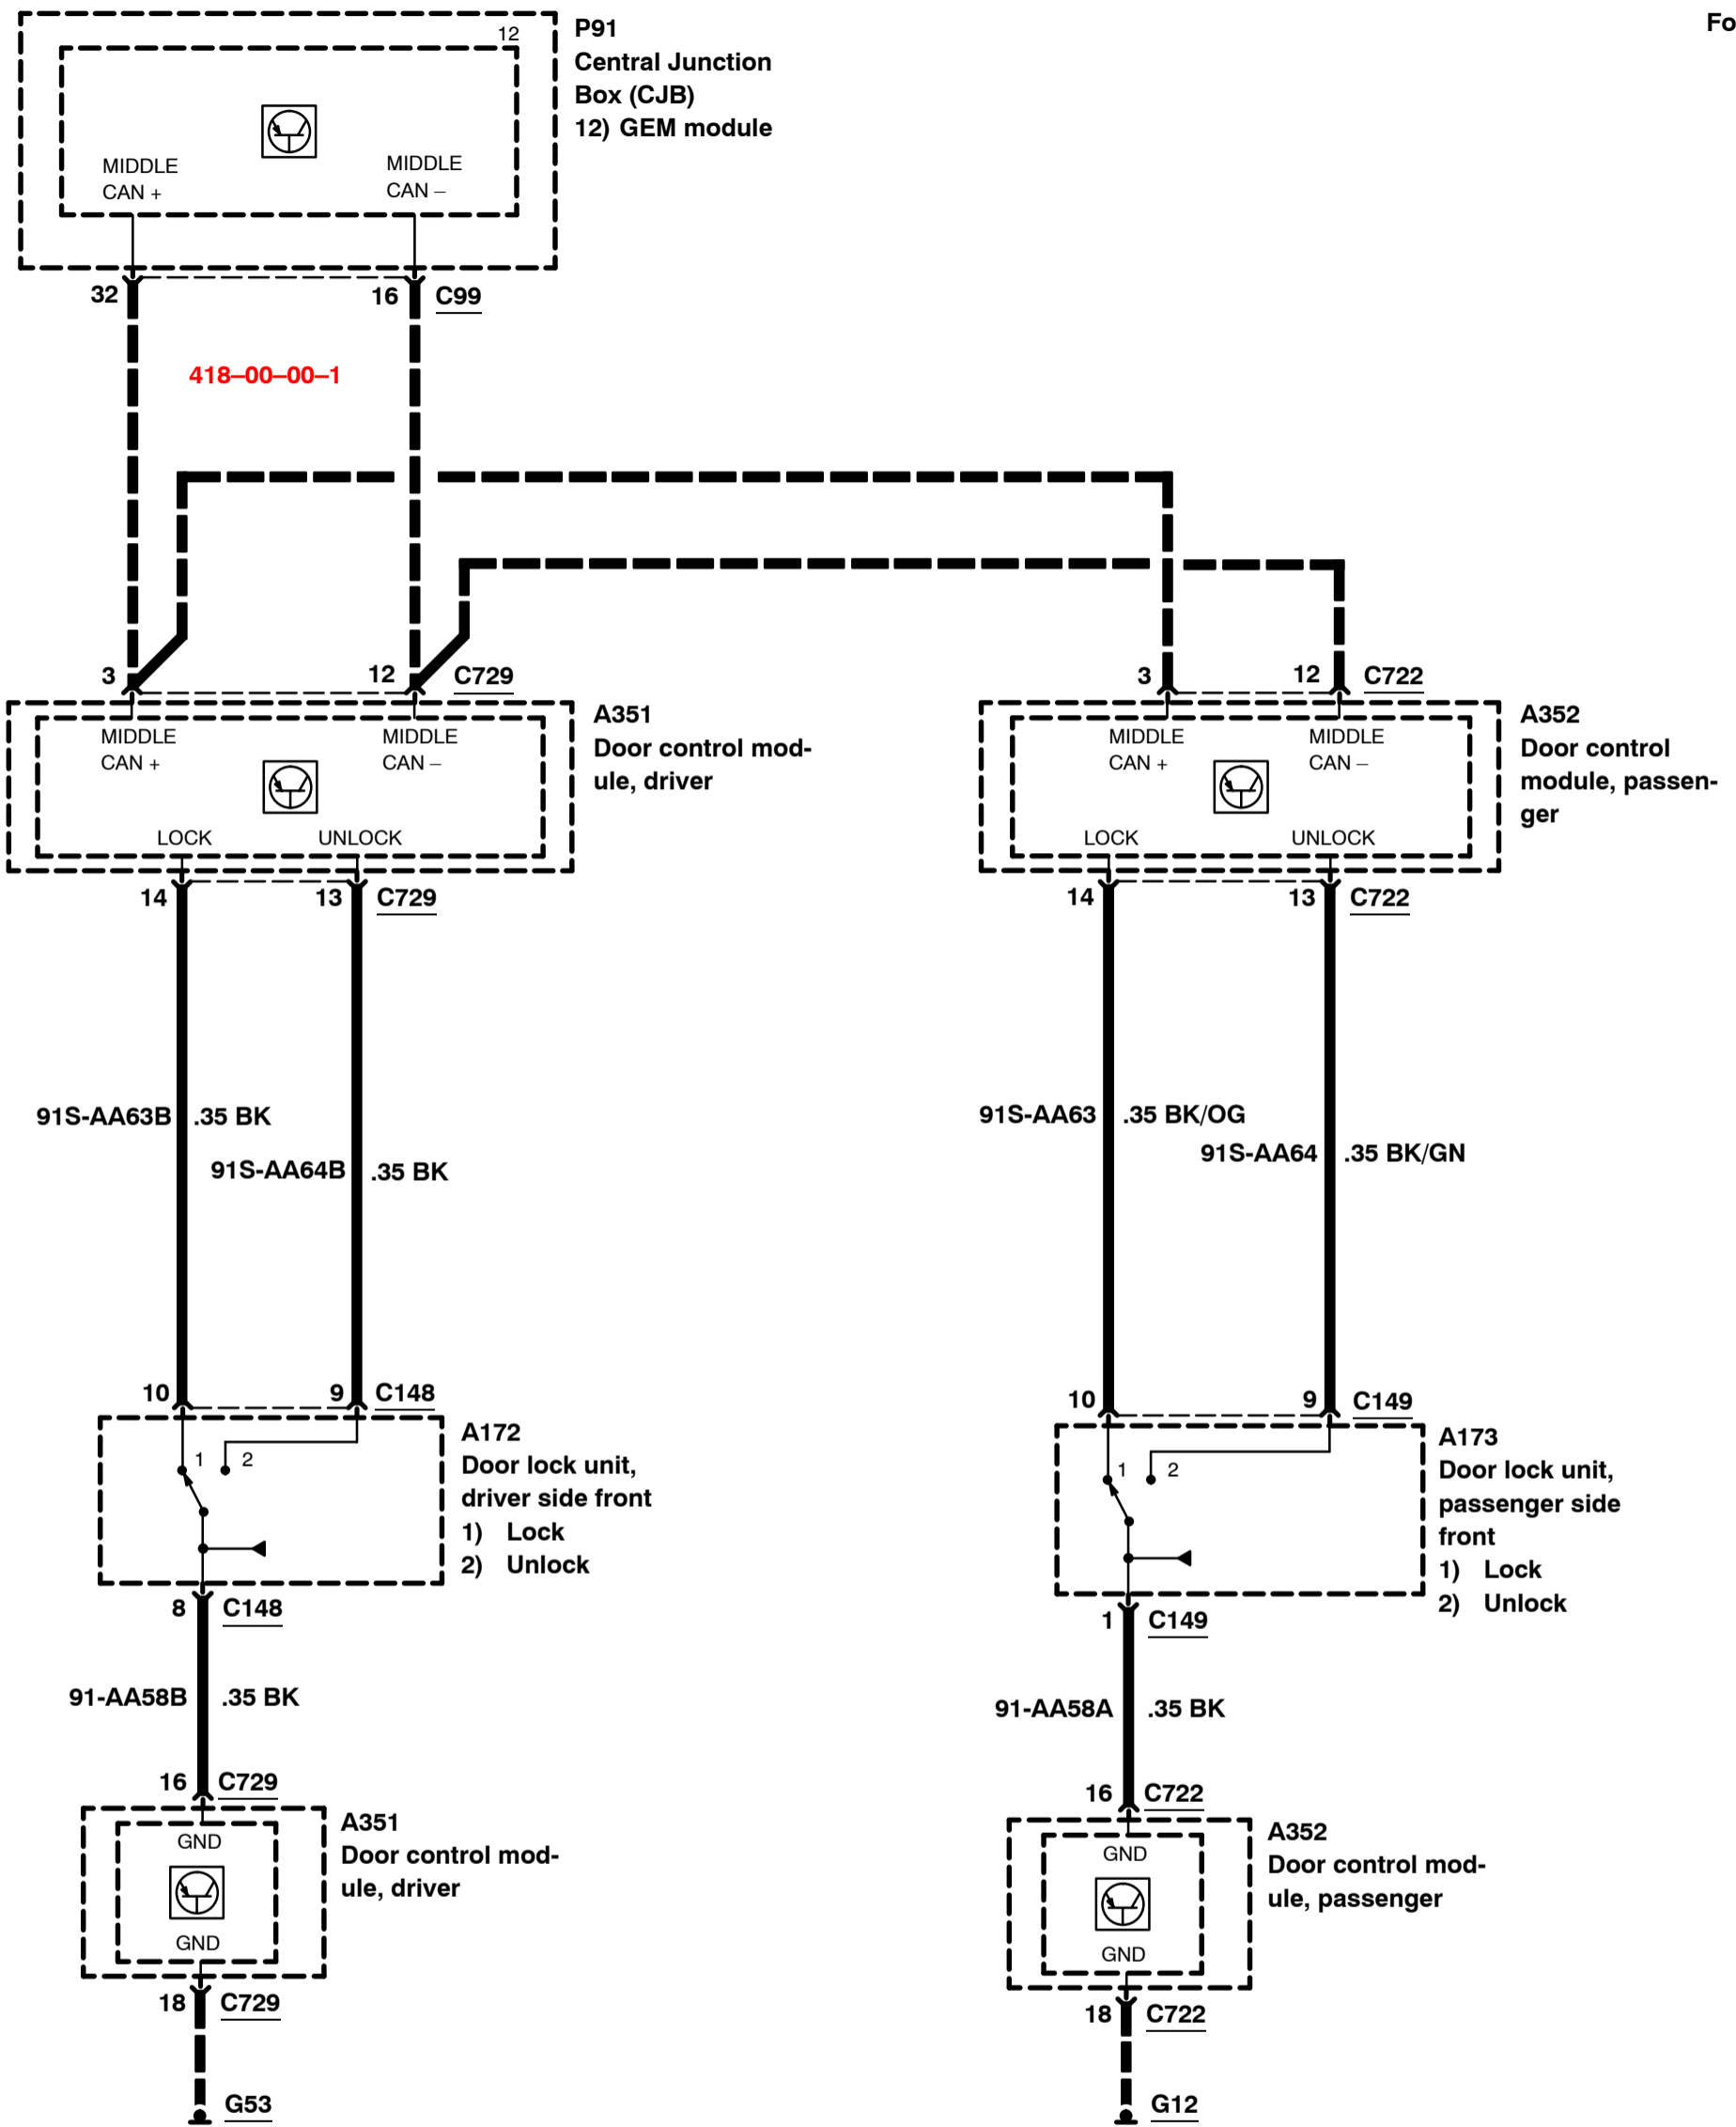 Fo
P91
Central Junction
Box (CJB)
12) GEM module
12
MIDDLE
CAN +
MIDDLE
CAN –
32
16
C99
418–00–00–1
3
12
C729
A351
Door control mod-
ule, driver
MIDDLE
CAN +
MIDDLE
CAN –
LOCK
UNLOCK
14
13
C729
3
12
C722
A352
Door control
module, passen-
ger
MIDDLE
CAN +
MIDDLE
CAN –
LOCK
UNLOCK
14
13
C722
91S-AA63B
.35 BK
91S-AA64B
.35 BK
91S-AA63
.35 BK/OG
91S-AA64
.35 BK/GN
10
9
C148
A172
Door lock unit,
driver side front
1) Lock
2) Unlock
1
2
8
C148
10
9
C149
A173
Door lock unit,
passenger side
front
1) Lock
2) Unlock
1
2
1
C149
91-AA58B
.35 BK
91-AA58A
.35 BK
16
C729
A351
Door control mod-
ule, driver
GND
GND
18
C729
G53
16
C722
A352
Door control mod-
ule, passenger
GND
GND
18
C722
G12